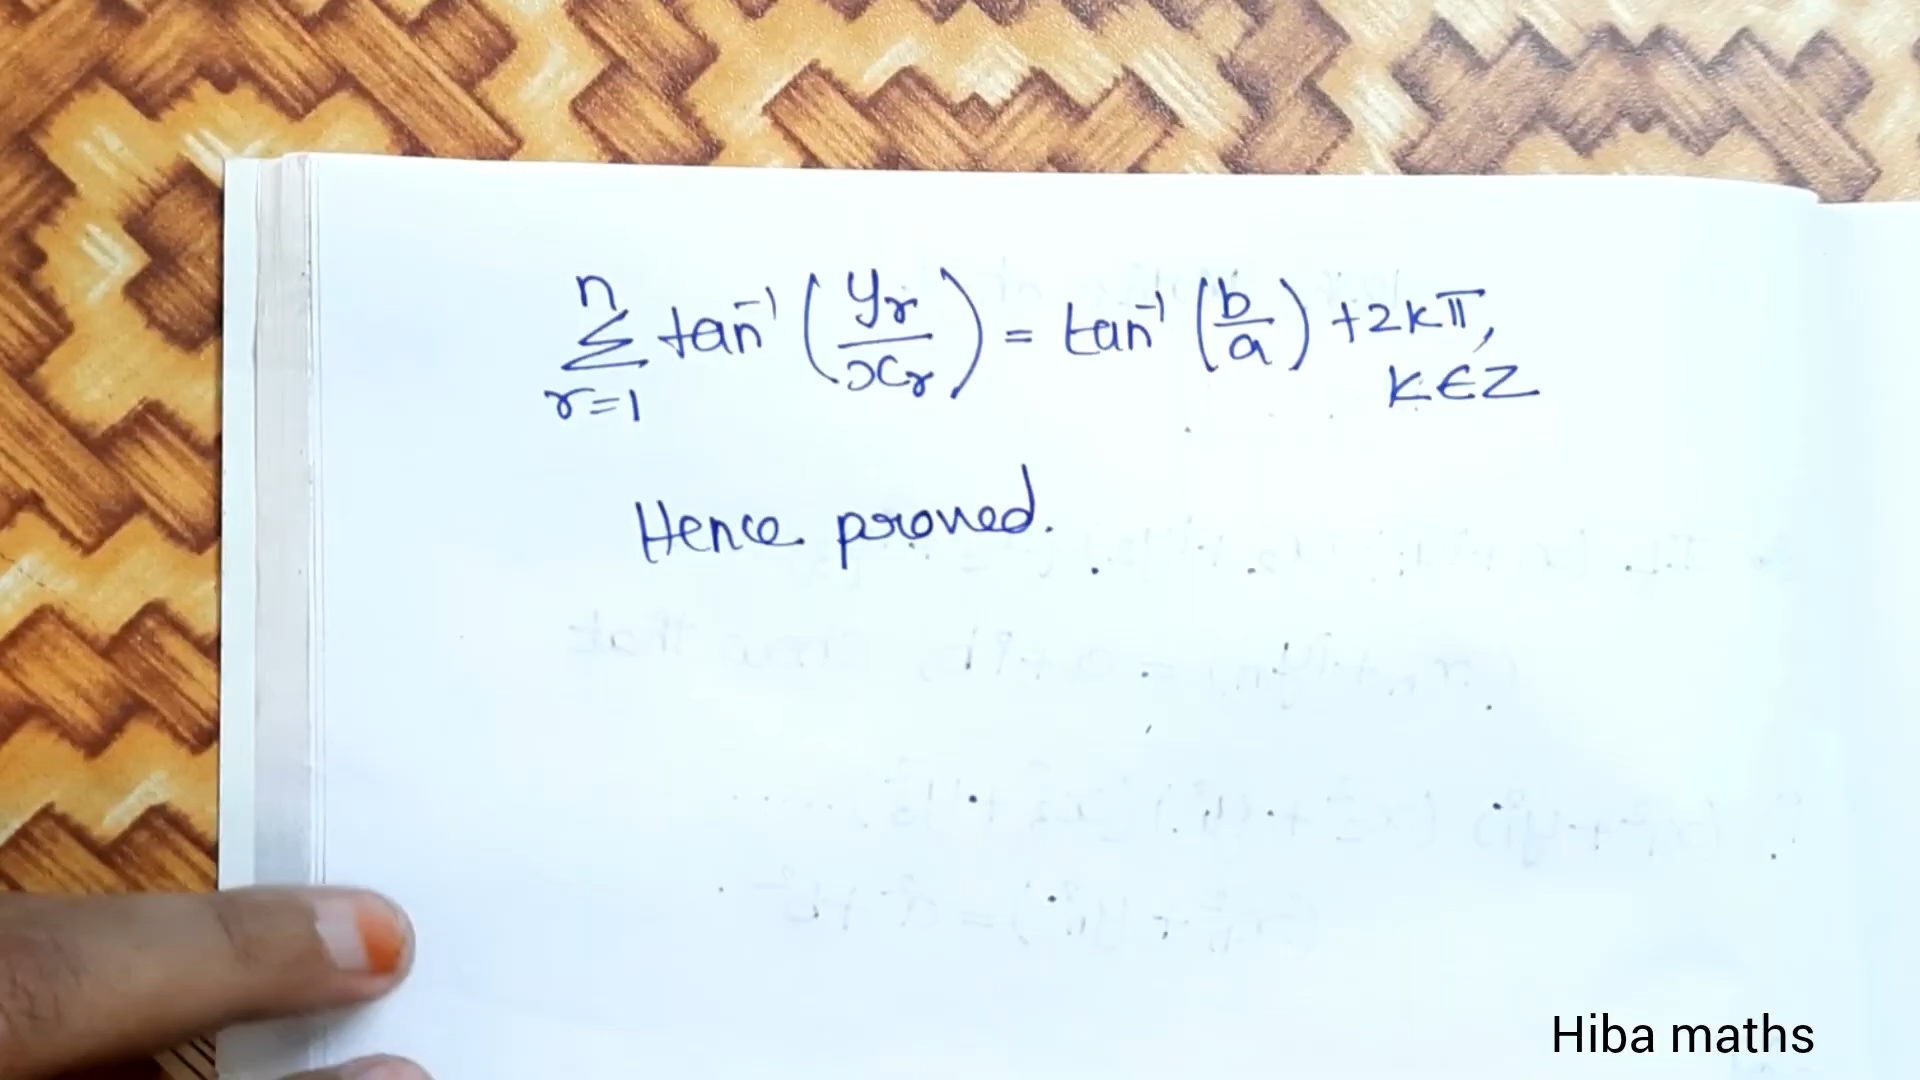 n
∑ tan⁻¹ (yᵣ/xᵣ) = tan⁻¹ (b/a) + 2kπ,
r=1 k∈Z
Hence proved.
Hiba maths